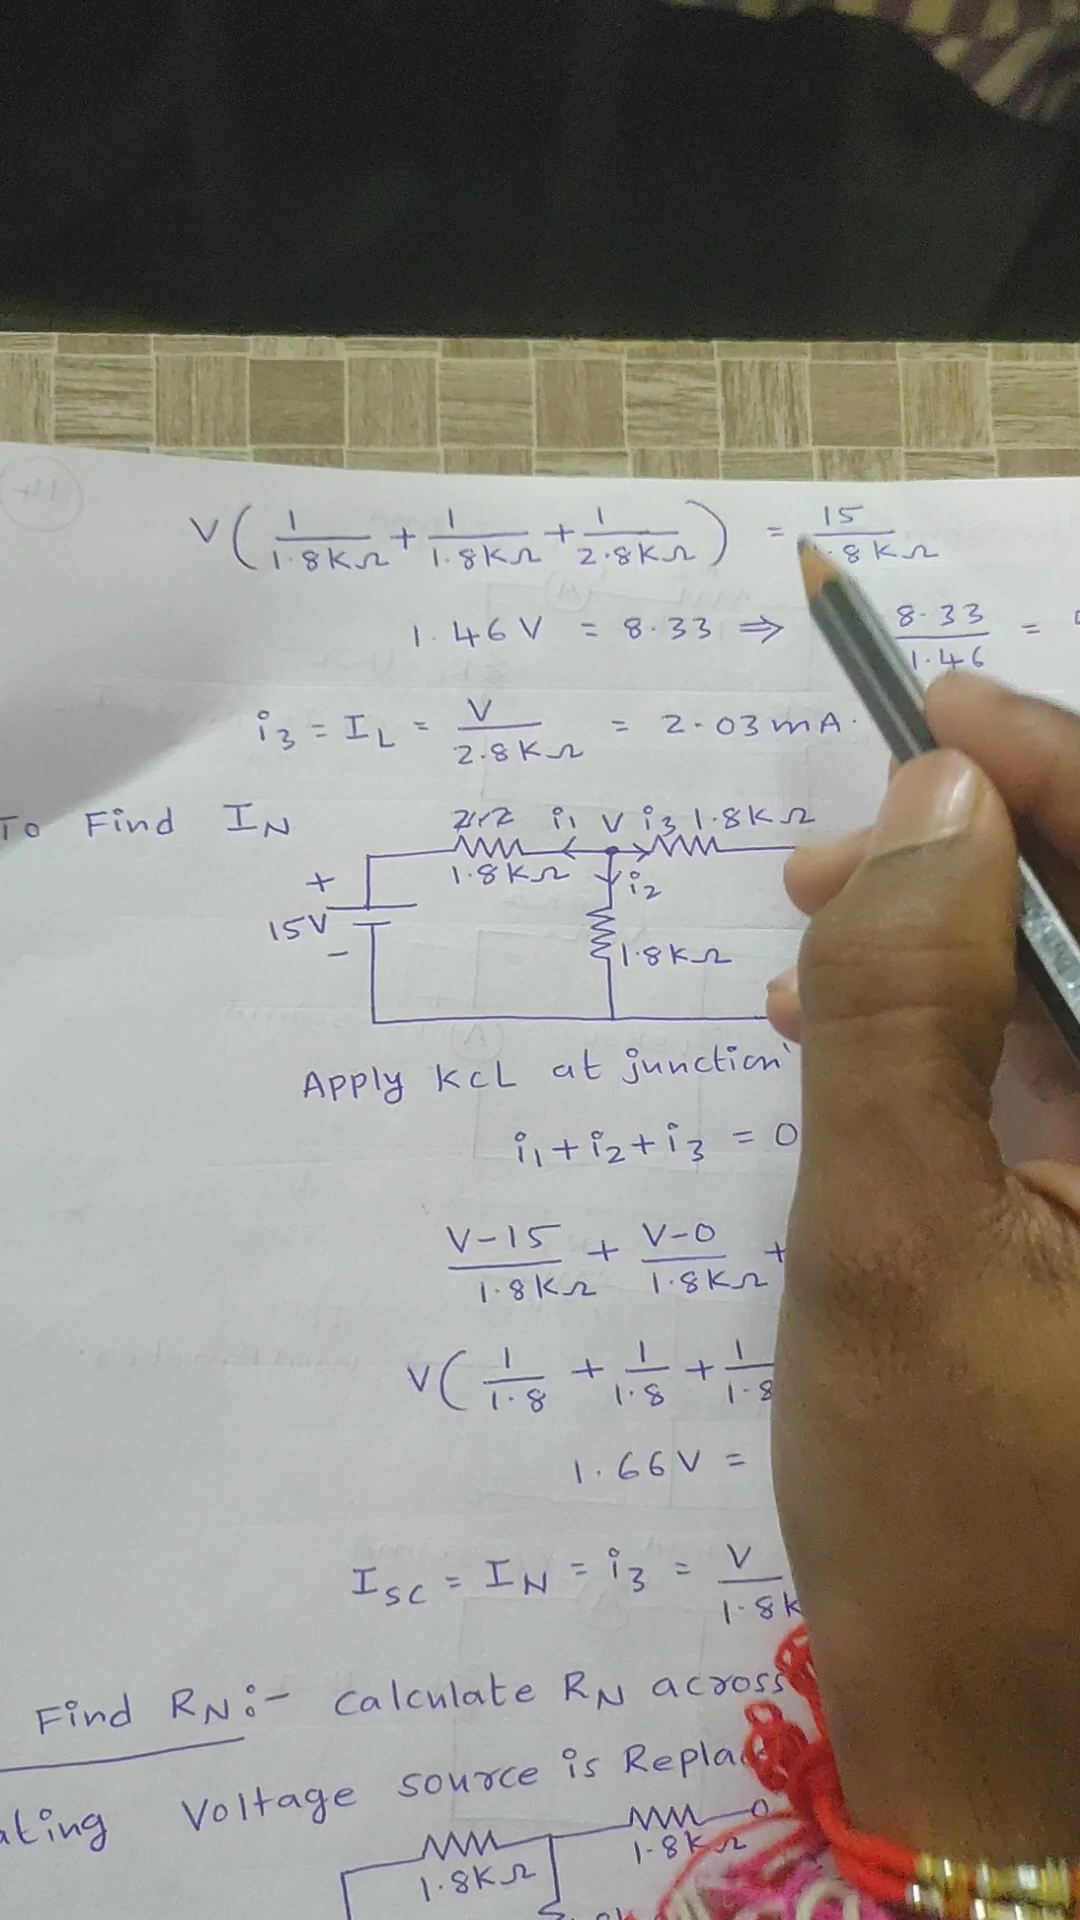 14
V ( 1/1.8KΩ + 1/1.8KΩ + 1/2.8KΩ ) = 15/.8KΩ
1.46V = 8.33 ⇒ 8.33/1.46 =
i3 = IL = V/2.8KΩ = 2.03mA.
To Find IN
i1 V i3 1.8KΩ
1.8KΩ i2
+
15V
-
1.8KΩ
Apply KCL at junction
i1 + i2 + i3 = 0
V-15/1.8KΩ + V-0/1.8KΩ +
V ( 1/1.8 + 1/1.8 + 1/1.8
1.66V =
ISC = IN = i3 = V/1.8K
Find RN:- Calculate RN across
Voltage source is
1.8KΩ
1.8KΩ